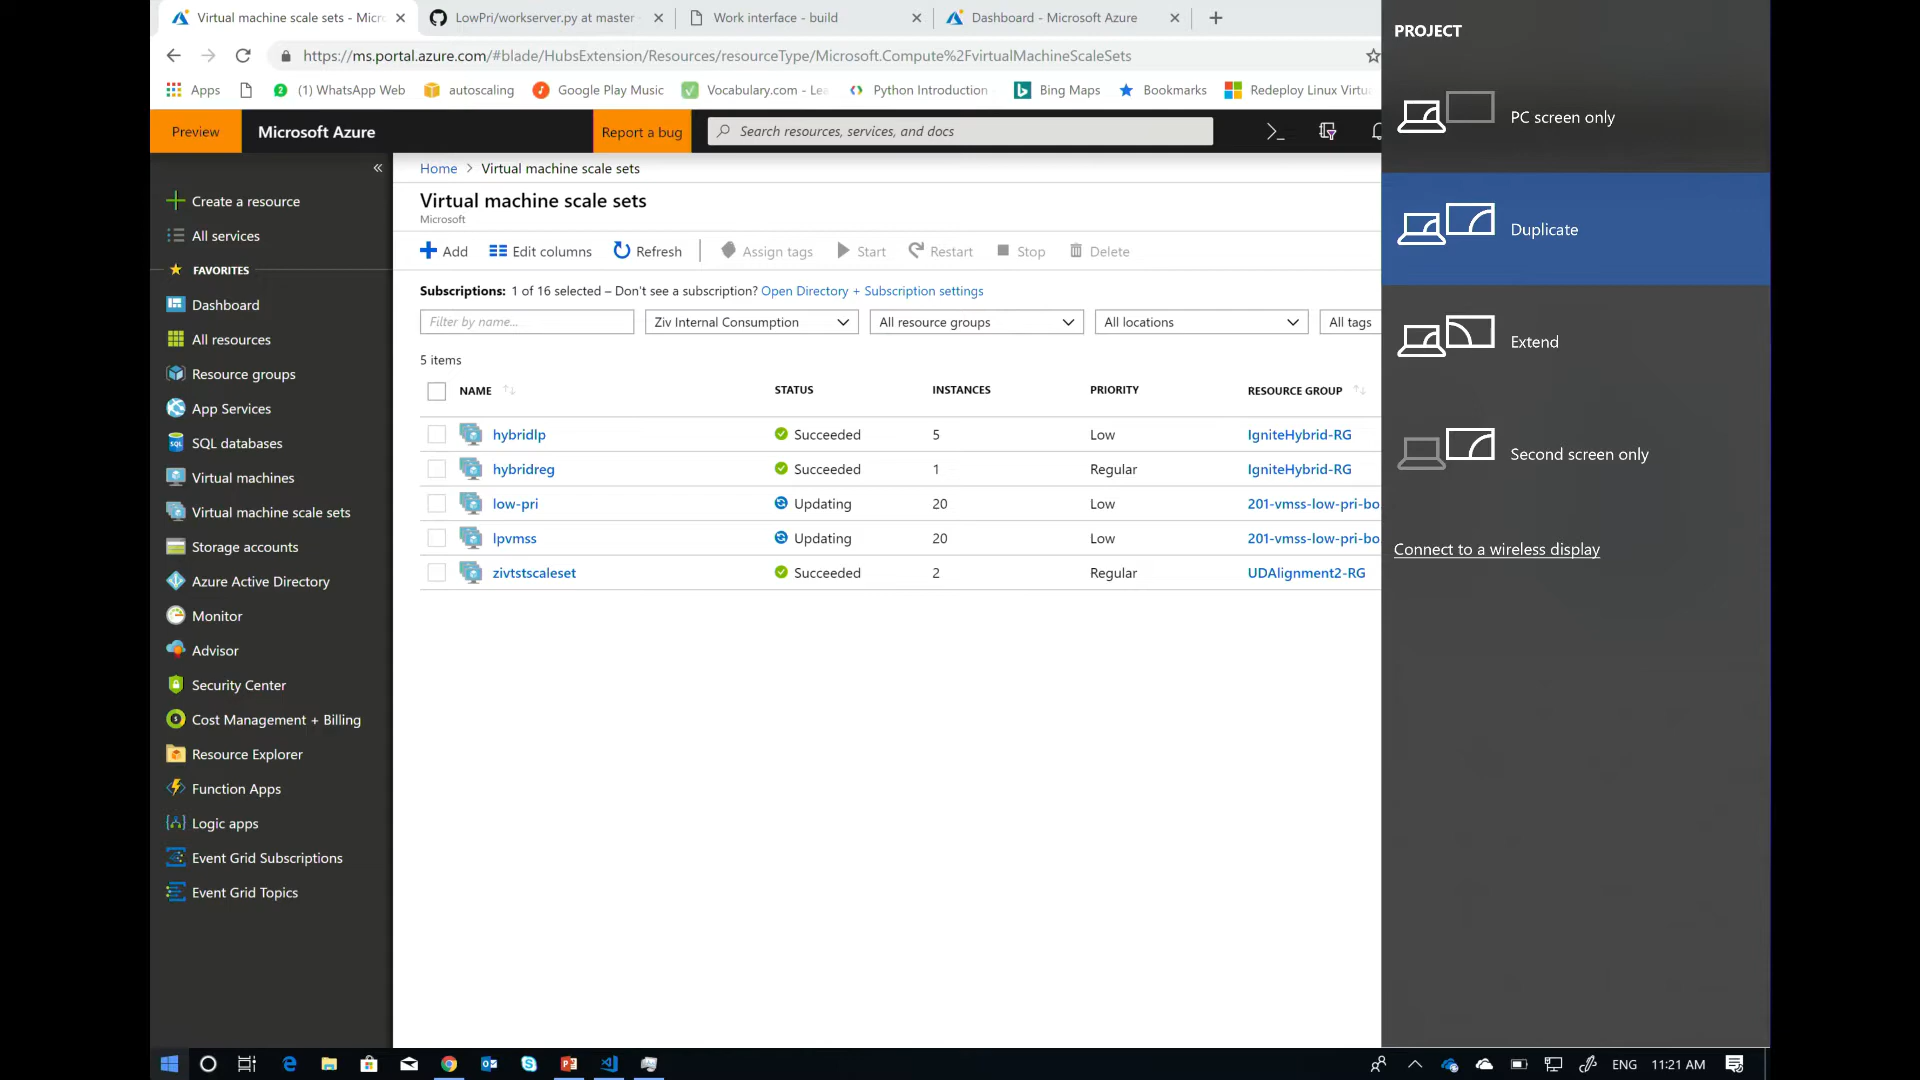 Virtual machine scale sets - Micro
LowPri/workserver.py at master
Work interface - build
Dashboard - Microsoft Azure
https://ms.portal.azure.com/#blade/HubsExtension/Resources/resourceType/Microsoft.Compute%2FvirtualMachineScaleSets
Apps
(1) WhatsApp Web
autoscaling
Google Play Music
Vocabulary.com - Lea
Python Introduction
Bing Maps
Bookmarks
Redeploy Linux Virtu
Preview
Microsoft Azure
Report a bug
Search resources, services, and docs
Create a resource
All services
FAVORITES
Dashboard
All resources
Resource groups
App Services
SQL databases
Virtual machines
Virtual machine scale sets
Storage accounts
Azure Active Directory
Monitor
Advisor
Security Center
Cost Management + Billing
Resource Explorer
Function Apps
Logic apps
Event Grid Subscriptions
Event Grid Topics
Home > Virtual machine scale sets
Virtual machine scale sets
Microsoft
Add Edit columns Refresh Assign tags Start Restart Stop Delete
Subscriptions: 1 of 16 selected – Don't see a subscription? Open Directory + Subscription settings
Filter by name... Ziv Internal Consumption All resource groups All locations All tags
5 items
NAME STATUS INSTANCES PRIORITY RESOURCE GROUP
hybridlp Succeeded 5 Low IgniteHybrid-RG
hybridreg Succeeded 1 Regular IgniteHybrid-RG
low-pri Updating 20 Low 201-vmss-low-pri-bo
lpvmss Updating 20 Low 201-vmss-low-pri-bo
zivtstscaleset Succeeded 2 Regular UDAlignment2-RG
PROJECT
PC screen only
Duplicate
Extend
Second screen only
Connect to a wireless display
ENG 11:21 AM